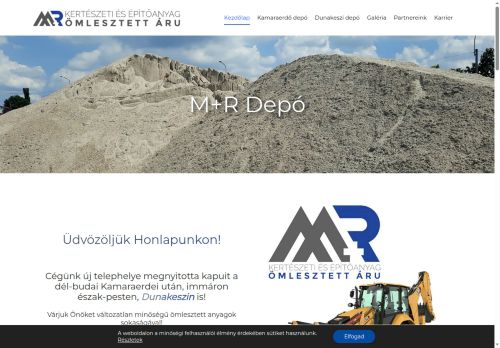 MR KERTÉSZETI ÉS ÉPÍTŐANYAG
ÖMLESZTETT ÁRU
Kezdőlap Kamaraerdő depó Dunakeszi depó Galéria Partnereink Karrier
M+R Depó
Üdvözöljük Honlapunkon!
Cégünk új telephelye megnyitotta kapuit a
dél-budai Kamaraerdei után, immáron
észak-pesten, Dunakeszin is!
Várjuk Önöket változatlan minőségű ömlesztett anyagok
sokaságával!
M+R
KERTÉSZETI ÉS ÉPÍTŐANYAG
ÖMLESZTETT ÁRU
A weboldalon a minőségi felhasználói élmény érdekében sütiket használunk.
Részletek
Elfogad